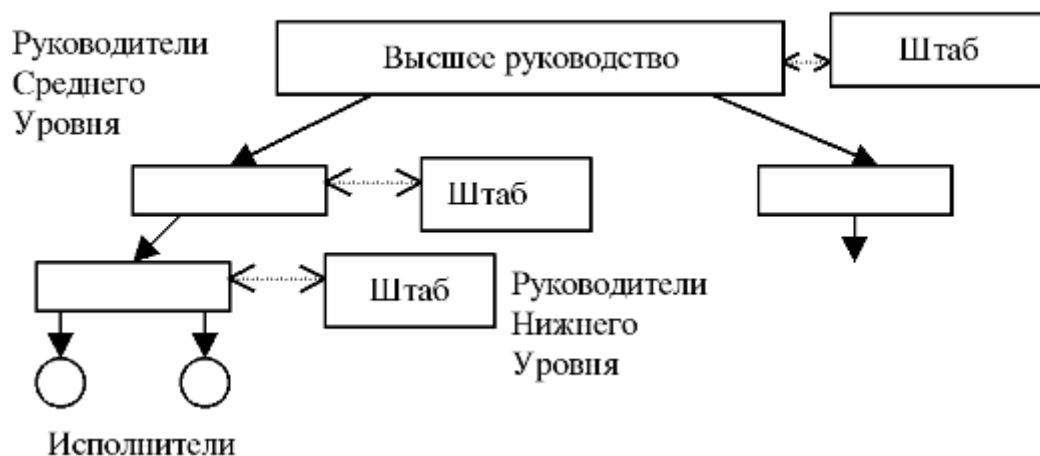 Руководители
Среднего
Уровня
Высшее руководство
Штаб
Штаб
Штаб
Руководители
Нижнего
Уровня
Исполнители